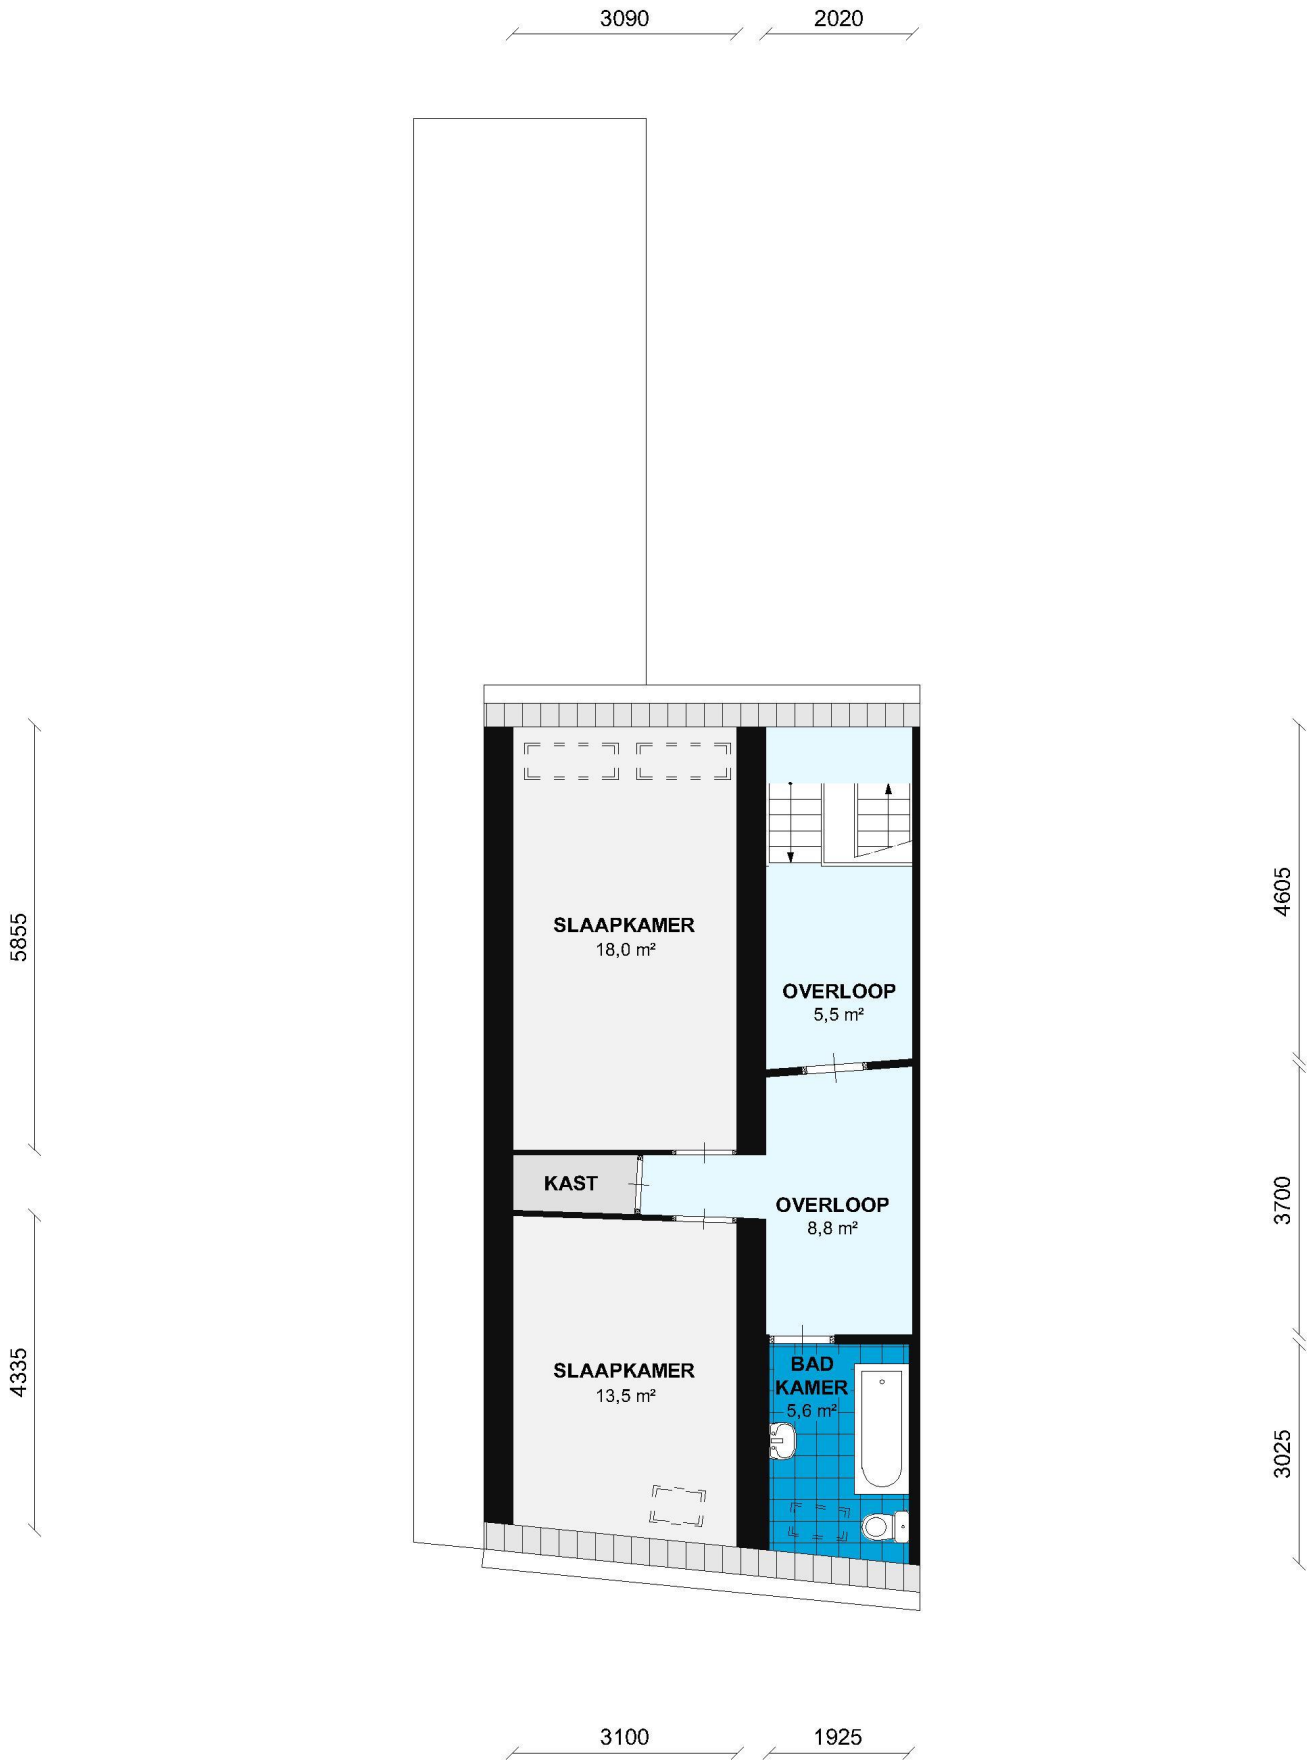 3090
2020
5855
4605
SLAAPKAMER
18,0 m²
OVERLOOP
5,5 m²
KAST
OVERLOOP
8,8 m²
3700
4335
SLAAPKAMER
13,5 m²
BAD
KAMER
5,6 m²
3025
3100
1925